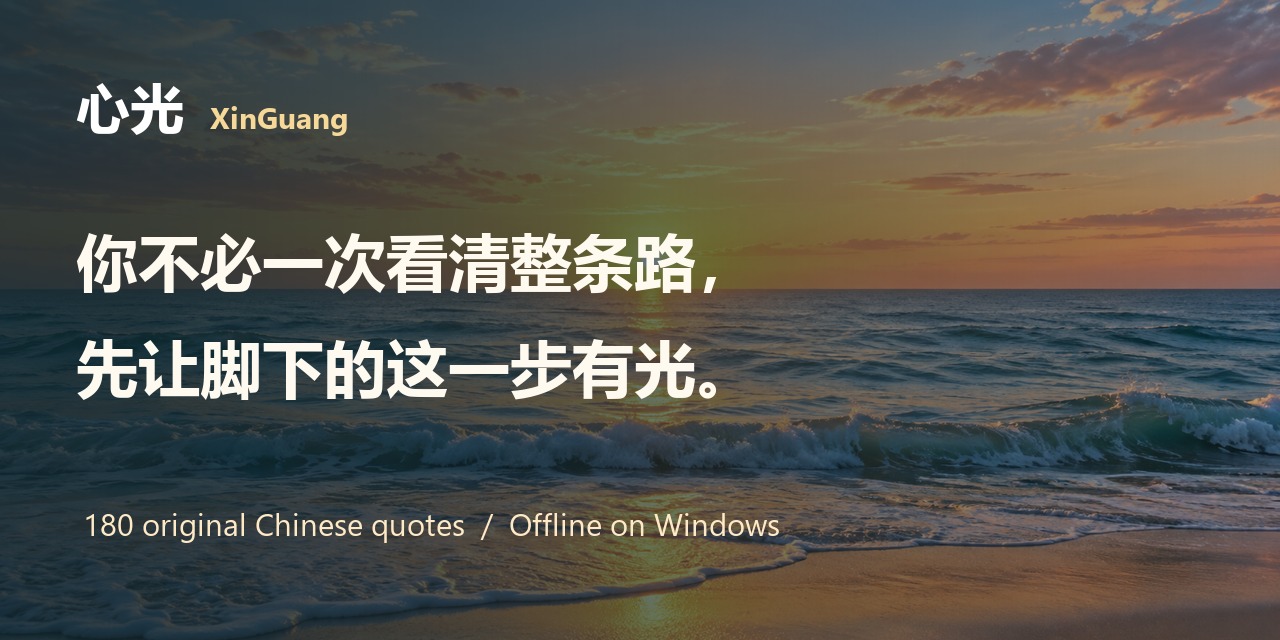 心光 XinGuang
你不必一次看清整条路，
先让脚下的这一步有光。
180 original Chinese quotes / Offline on Windows